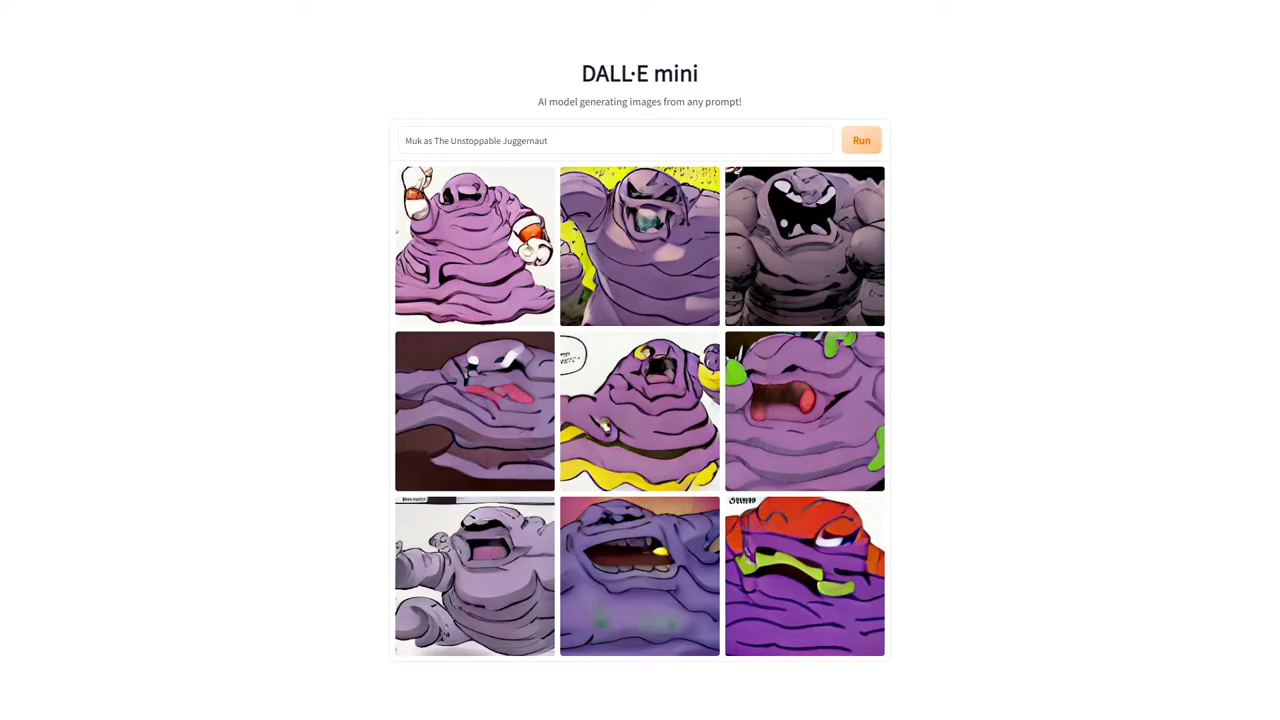 DALL·E mini
AI model generating images from any prompt!
Muk as The Unstoppable Juggernaut
Run